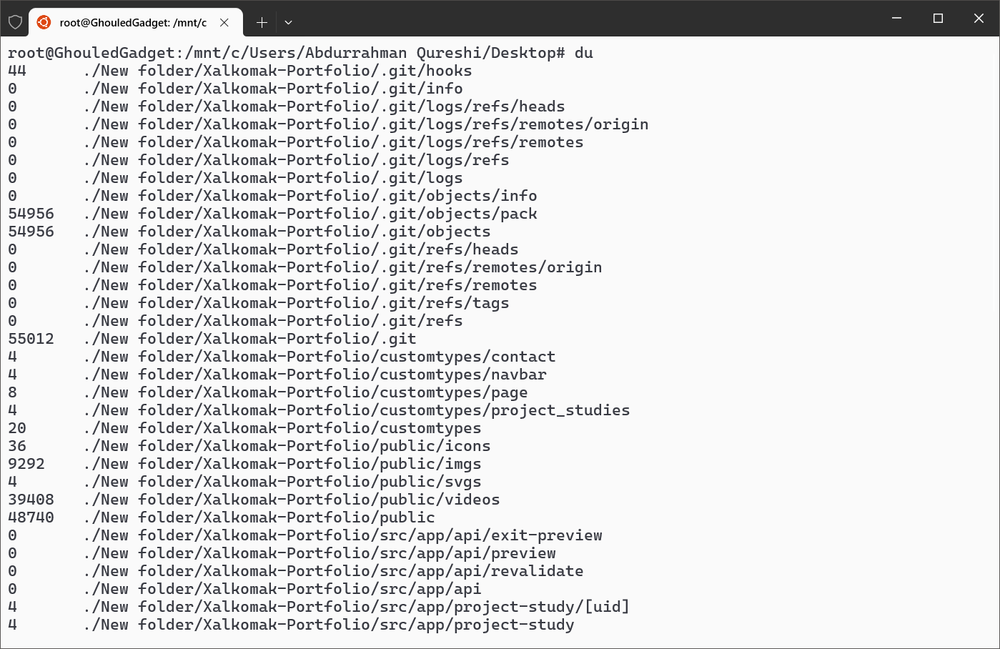 root@GhouledGadget: /mnt/c
root@GhouledGadget:/mnt/c/Users/Abdurrahman Qureshi/Desktop# du
44 ./New folder/Xalkomak-Portfolio/.git/hooks
0 ./New folder/Xalkomak-Portfolio/.git/info
0 ./New folder/Xalkomak-Portfolio/.git/logs/refs/heads
0 ./New folder/Xalkomak-Portfolio/.git/logs/refs/remotes/origin
0 ./New folder/Xalkomak-Portfolio/.git/logs/refs/remotes
0 ./New folder/Xalkomak-Portfolio/.git/logs/refs
0 ./New folder/Xalkomak-Portfolio/.git/logs
0 ./New folder/Xalkomak-Portfolio/.git/objects/info
54956 ./New folder/Xalkomak-Portfolio/.git/objects/pack
54956 ./New folder/Xalkomak-Portfolio/.git/objects
0 ./New folder/Xalkomak-Portfolio/.git/refs/heads
0 ./New folder/Xalkomak-Portfolio/.git/refs/remotes/origin
0 ./New folder/Xalkomak-Portfolio/.git/refs/remotes
0 ./New folder/Xalkomak-Portfolio/.git/refs/tags
0 ./New folder/Xalkomak-Portfolio/.git/refs
55012 ./New folder/Xalkomak-Portfolio/.git
4 ./New folder/Xalkomak-Portfolio/customtypes/contact
4 ./New folder/Xalkomak-Portfolio/customtypes/navbar
8 ./New folder/Xalkomak-Portfolio/customtypes/page
4 ./New folder/Xalkomak-Portfolio/customtypes/project_studies
20 ./New folder/Xalkomak-Portfolio/customtypes
36 ./New folder/Xalkomak-Portfolio/public/icons
9292 ./New folder/Xalkomak-Portfolio/public/imgs
4 ./New folder/Xalkomak-Portfolio/public/svgs
39408 ./New folder/Xalkomak-Portfolio/public/videos
48740 ./New folder/Xalkomak-Portfolio/public
0 ./New folder/Xalkomak-Portfolio/src/app/api/exit-preview
0 ./New folder/Xalkomak-Portfolio/src/app/api/preview
0 ./New folder/Xalkomak-Portfolio/src/app/api/revalidate
0 ./New folder/Xalkomak-Portfolio/src/app/api
4 ./New folder/Xalkomak-Portfolio/src/app/project-study/[uid]
4 ./New folder/Xalkomak-Portfolio/src/app/project-study